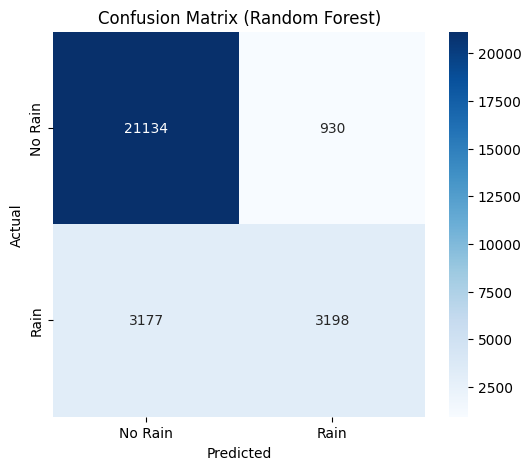 Confusion Matrix (Random Forest)
No Rain
Rain
Actual
21134
930
3177
3198
No Rain
Rain
Predicted
20000
17500
15000
12500
10000
7500
5000
2500